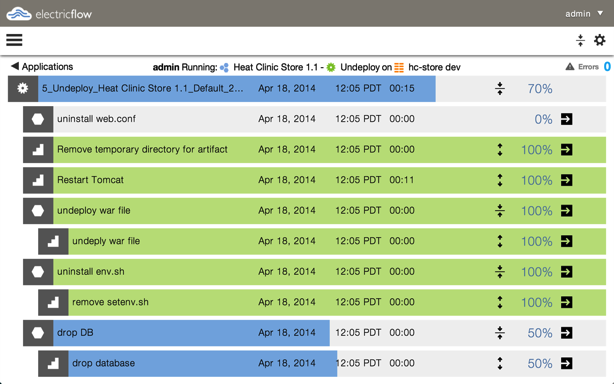 electricflow admin
Applications admin Running: Heat Clinic Store 1.1 - Undeploy on hc-store dev Errors 0
5_Undeploy_Heat Clinic Store 1.1_Default_2... Apr 18, 2014 12:05 PDT 00:15 70%
uninstall web.conf Apr 18, 2014 12:05 PDT 00:00 0%
Remove temporary directory for artifact Apr 18, 2014 12:05 PDT 00:00 100%
Restart Tomcat Apr 18, 2014 12:05 PDT 00:11 100%
undeploy war file Apr 18, 2014 12:05 PDT 00:00 100%
undeply war file Apr 18, 2014 12:05 PDT 00:00 100%
uninstall env.sh Apr 18, 2014 12:05 PDT 00:00 100%
remove setenv.sh Apr 18, 2014 12:05 PDT 00:00 100%
drop DB Apr 18, 2014 12:05 PDT 00:00 50%
drop database Apr 18, 2014 12:05 PDT 00:00 50%